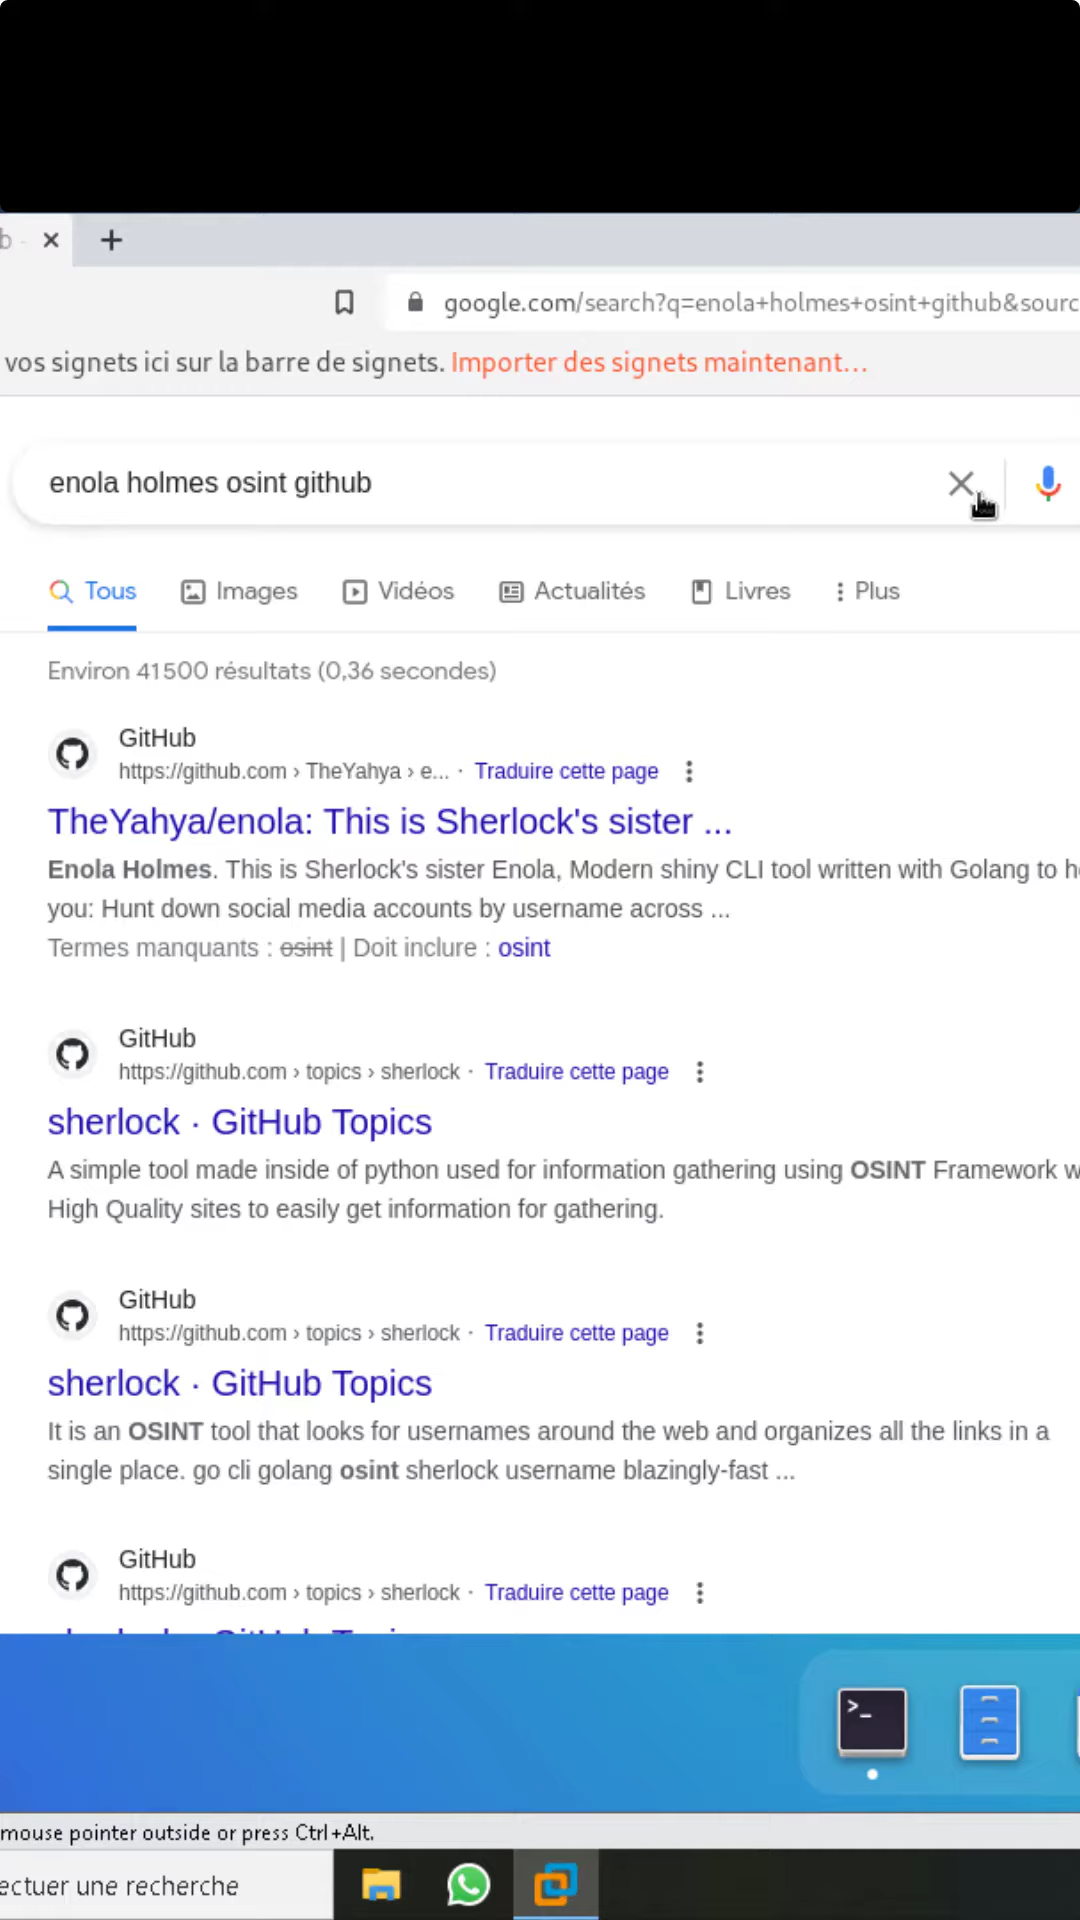 b -
google.com/search?q=enola+holmes+osint+github&sourc
vos signets ici sur la barre de signets. Importer des signets maintenant...
enola holmes osint github
Tous Images Vidéos Actualités Livres Plus
Environ 41 500 résultats (0,36 secondes)
GitHub
https://github.com › TheYahya › e... · Traduire cette page
TheYahya/enola: This is Sherlock's sister ...
Enola Holmes. This is Sherlock's sister Enola, Modern shiny CLI tool written with Golang to h
you: Hunt down social media accounts by username across ...
Termes manquants : osint | Doit inclure : osint
GitHub
https://github.com › topics › sherlock · Traduire cette page
sherlock · GitHub Topics
A simple tool made inside of python used for information gathering using OSINT Framework w
High Quality sites to easily get information for gathering.
GitHub
https://github.com › topics › sherlock · Traduire cette page
sherlock · GitHub Topics
It is an OSINT tool that looks for usernames around the web and organizes all the links in a
single place. go cli golang osint sherlock username blazingly-fast ...
GitHub
https://github.com › topics › sherlock · Traduire cette page
mouse pointer outside or press Ctrl+Alt.
ectuer une recherche